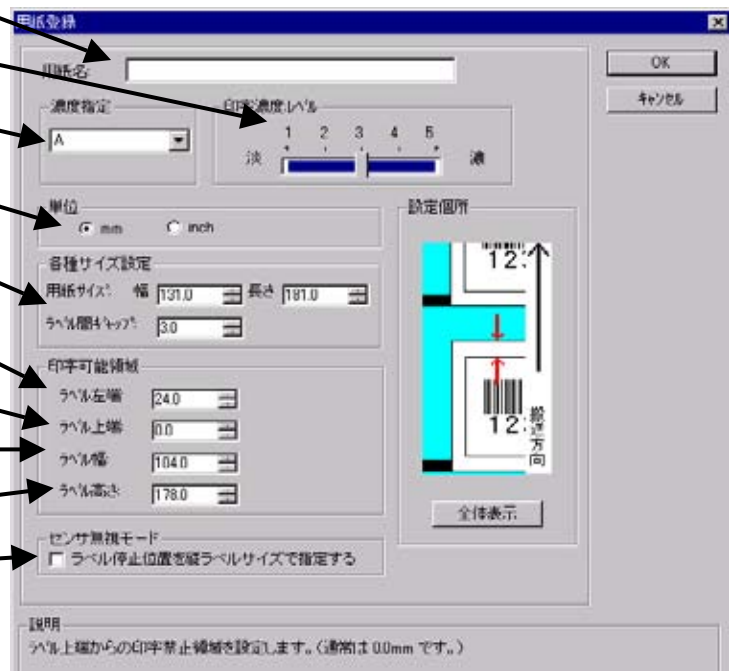 用紙登録
用紙名:
OK
キャンセル
濃度指定
A
印字濃度レベル
1 2 3 4 5
淡 濃
単位
mm inch
設定個所
各種サイズ設定
用紙サイズ: 幅 131.0 長さ 181.0
ラベル間ギャップ: 3.0
印字可能領域
ラベル左端: 24.0
ラベル上端: 0.0
ラベル幅: 104.0
ラベル高さ: 178.0
12
12
搬送方向
全体表示
センサ無視モード
ラベル停止位置を縦ラベルサイズで指定する
説明
ラベル上端からの印字禁止領域を設定します。(通常は 0.0mm です。)